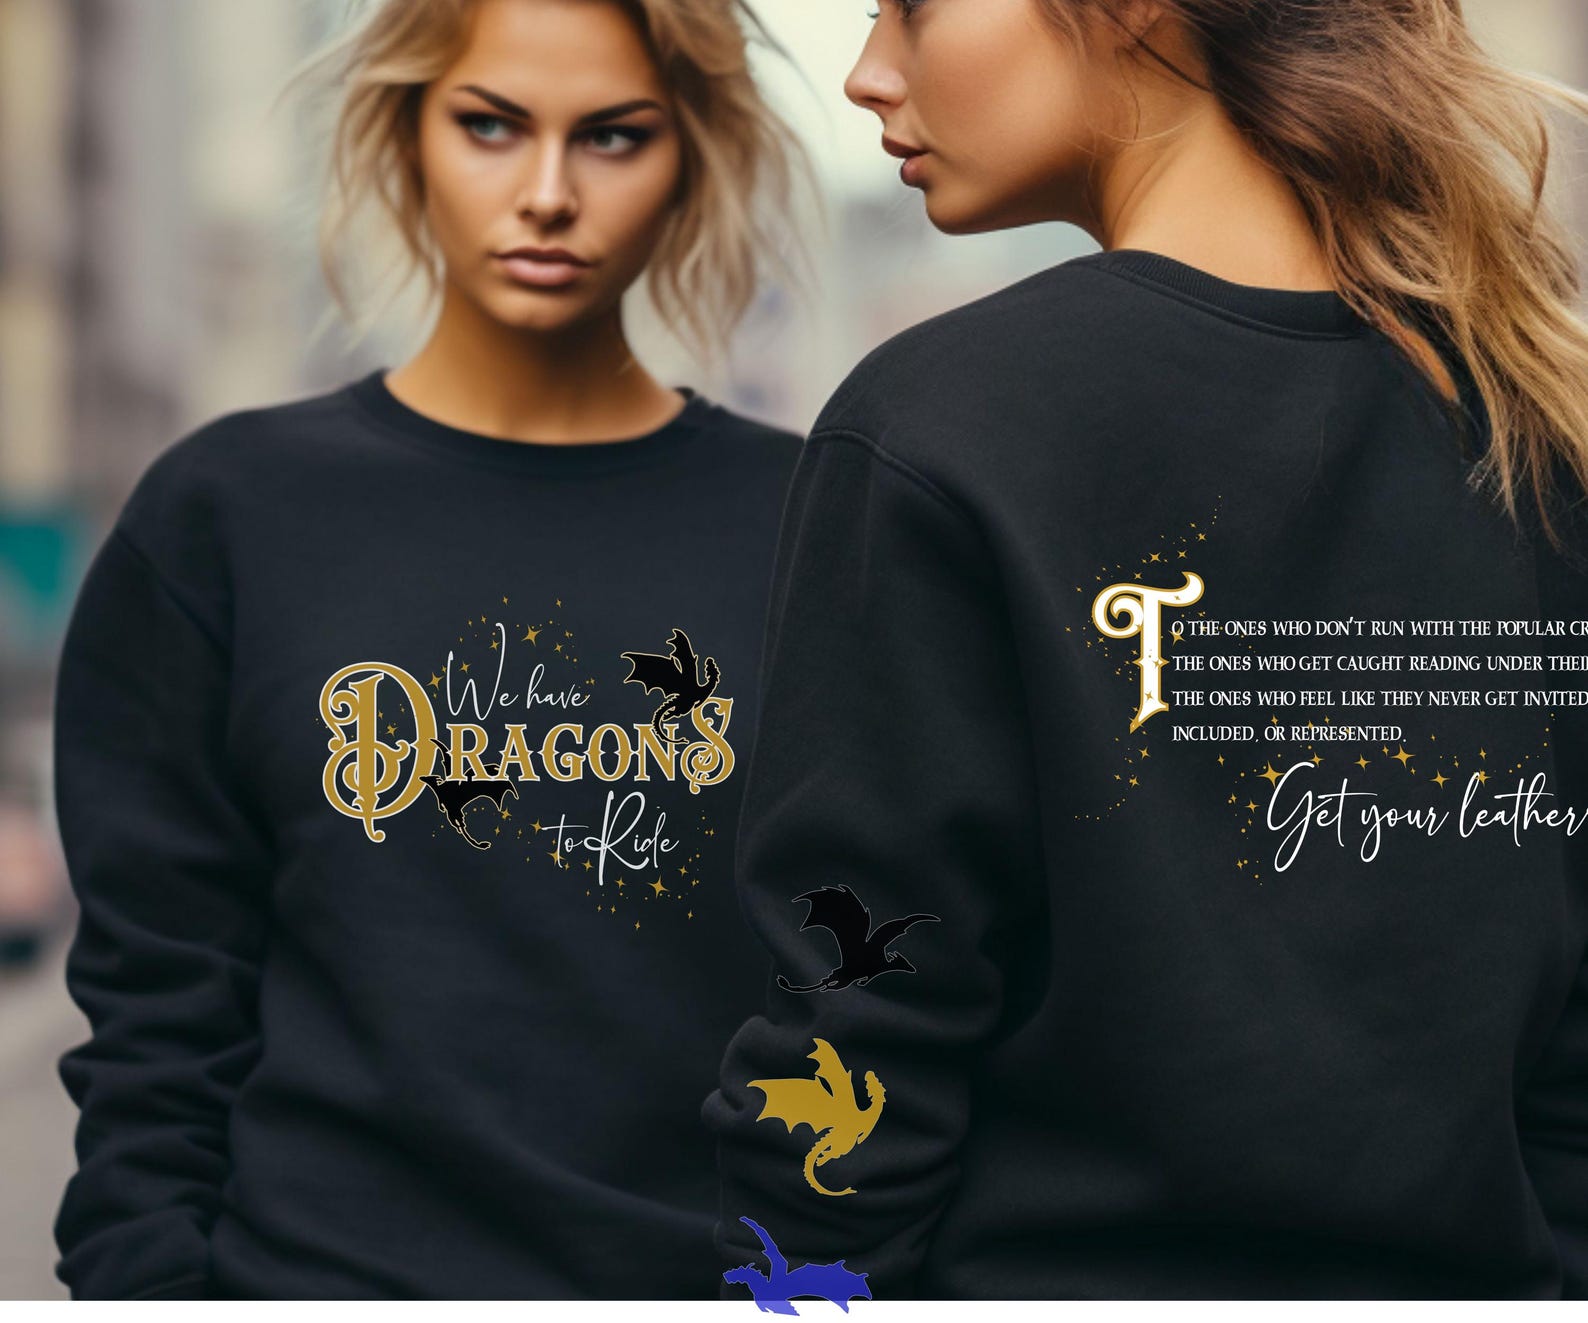 We have
DRAGONS
to Ride
TO THE ONES WHO DON'T RUN WITH THE POPULAR
THE ONES WHO GET CAUGHT READING UNDER
THE ONES WHO FEEL LIKE THEY NEVER GET INVITED
INCLUDED, OR REPRESENTED.
Get your